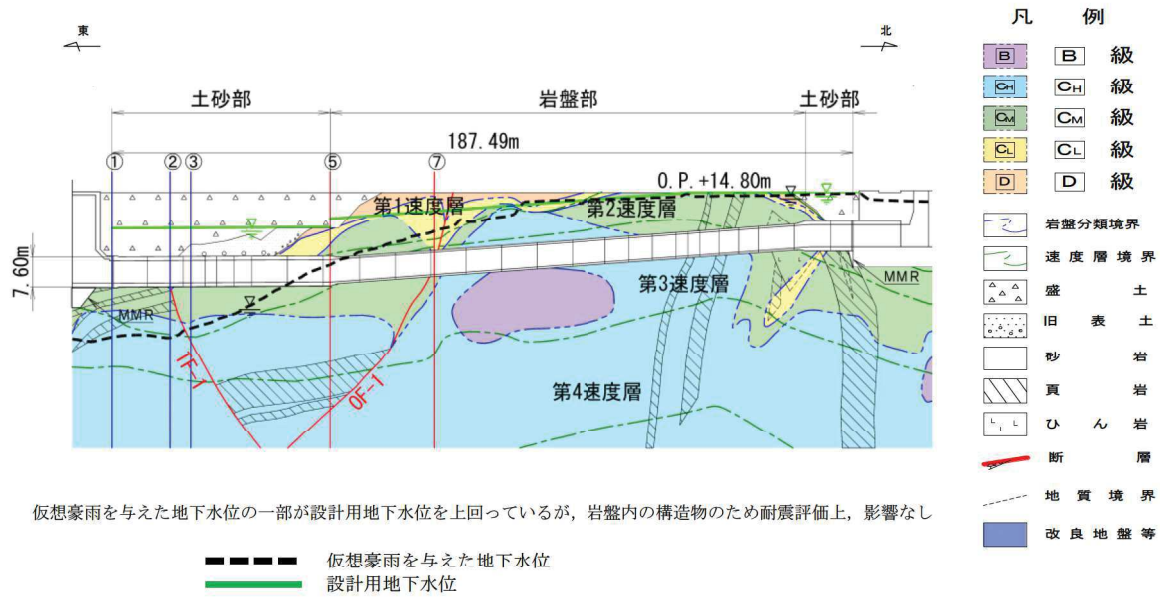 東
北
土砂部
岩盤部
土砂部
187.49m
①
②
③
⑤
⑦
O.P.+14.80m
第1速度層
第2速度層
7.60m
第3速度層
MMR
MMR
TF-1
OF-1
第4速度層
仮想豪雨を与えた地下水位の一部が設計用地下水位を上回っているが，岩盤内の構造物のため耐震評価上，影響なし
仮想豪雨を与えた地下水位
設計用地下水位
凡 例
B B 級
CH CH 級
CM CM 級
CL CL 級
D D 級
岩盤分類境界
速度層境界
盛土
旧表土
砂岩
頁岩
ひん岩
断層
地質境界
改良地盤等